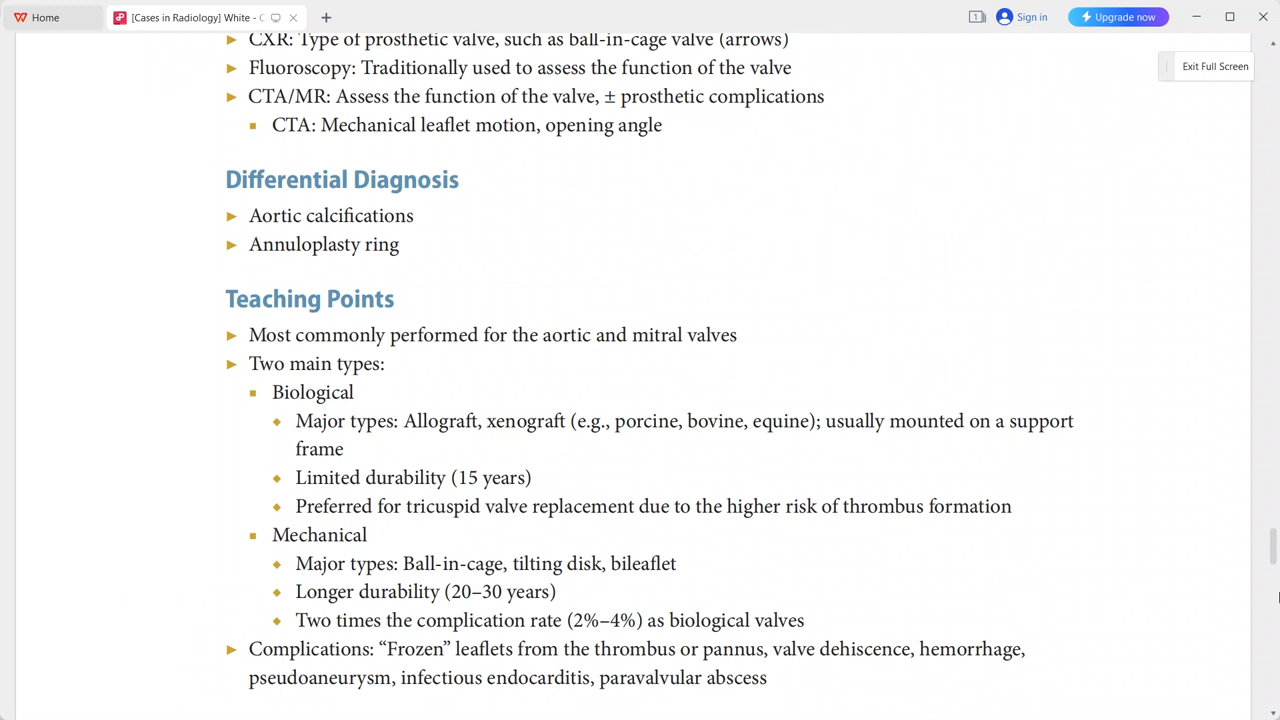 Home
[Cases in Radiology] White - C
1
Sign in
Upgrade now
Exit Full Screen
► CXR: Type of prosthetic valve, such as ball-in-cage valve (arrows)
► Fluoroscopy: Traditionally used to assess the function of the valve
► CTA/MR: Assess the function of the valve, ± prosthetic complications
■ CTA: Mechanical leaflet motion, opening angle
Differential Diagnosis
► Aortic calcifications
► Annuloplasty ring
Teaching Points
► Most commonly performed for the aortic and mitral valves
► Two main types:
■ Biological
◆ Major types: Allograft, xenograft (e.g., porcine, bovine, equine); usually mounted on a support
frame
◆ Limited durability (15 years)
◆ Preferred for tricuspid valve replacement due to the higher risk of thrombus formation
■ Mechanical
◆ Major types: Ball-in-cage, tilting disk, bileaflet
◆ Longer durability (20–30 years)
◆ Two times the complication rate (2%–4%) as biological valves
► Complications: “Frozen” leaflets from the thrombus or pannus, valve dehiscence, hemorrhage,
pseudoaneurysm, infectious endocarditis, paravalvular abscess